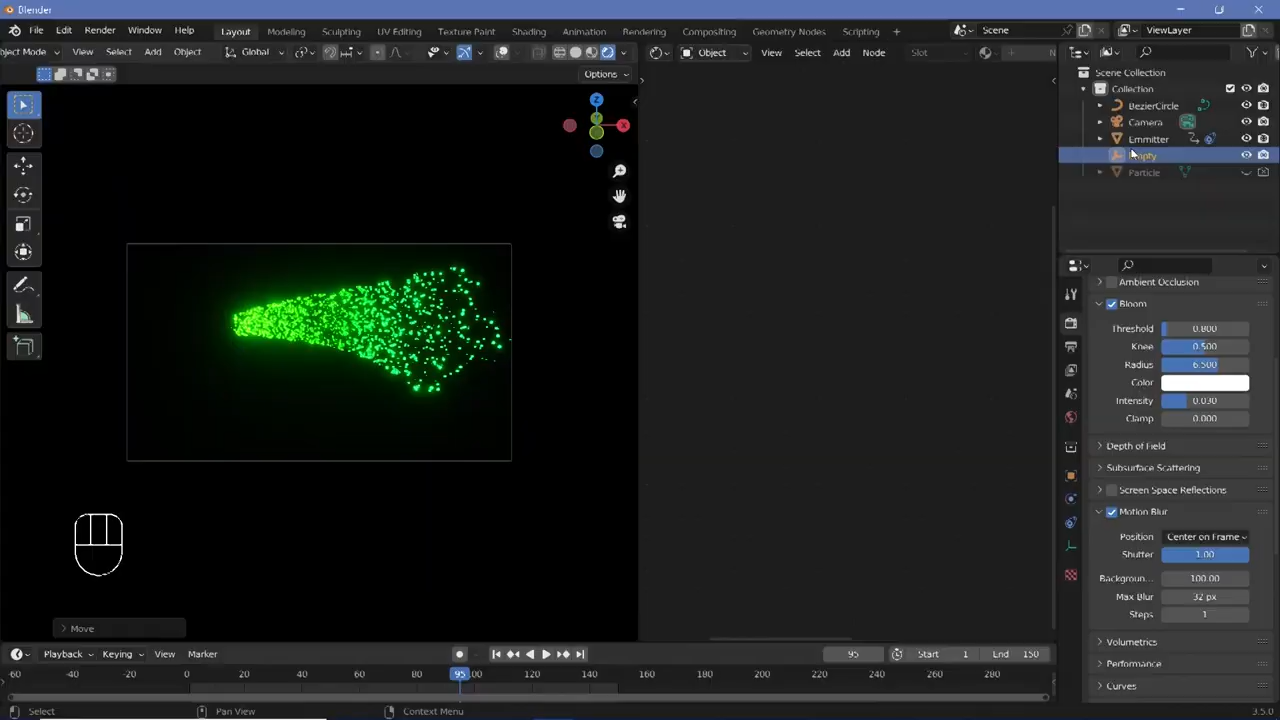 Blender
File Edit Render Window Help Layout Modeling Sculpting UV Editing Texture Paint Shading Animation Rendering Compositing Geometry Nodes Scripting + Scene ViewLayer
ject Mode View Select Add Object Global Object View Select Add Node Slot
Options
Scene Collection
Collection
BezierCircle
Camera
Emmitter
Empty
Particle
Z
X
Ambient Occlusion
Bloom
Threshold 0.800
Knee 0.500
Radius 6.500
Color
Intensity 0.030
Clamp 0.000
Depth of Field
Subsurface Scattering
Screen Space Reflections
Motion Blur
Position Center on Frame
Shutter 1.00
Backgroun... 100.00
Max Blur 32 px
Steps 1
Volumetrics
Performance
Curves
Move
Playback Keying View Marker 95 Start 1 End 150
-60 -40 -20 0 20 40 60 80 95 100 120 140 160 180 200 220 240 260 280
Select Pan View Context Menu 3.5.0